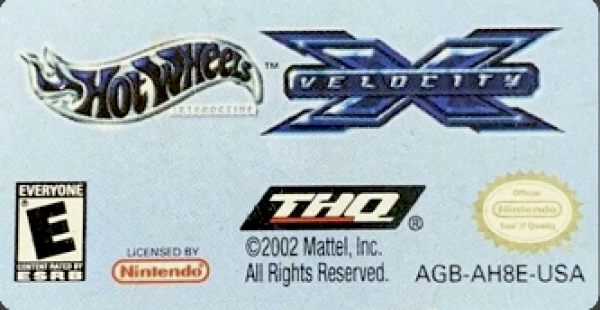 HOT WHEELS ™
INTERACTIVE
VELOCITY X
EVERYONE
E
CONTENT RATED BY
ESRB
LICENSED BY
Nintendo
THQ ®
©2002 Mattel, Inc.
All Rights Reserved.
Official
Nintendo
Seal of Quality
AGB-AH8E-USA